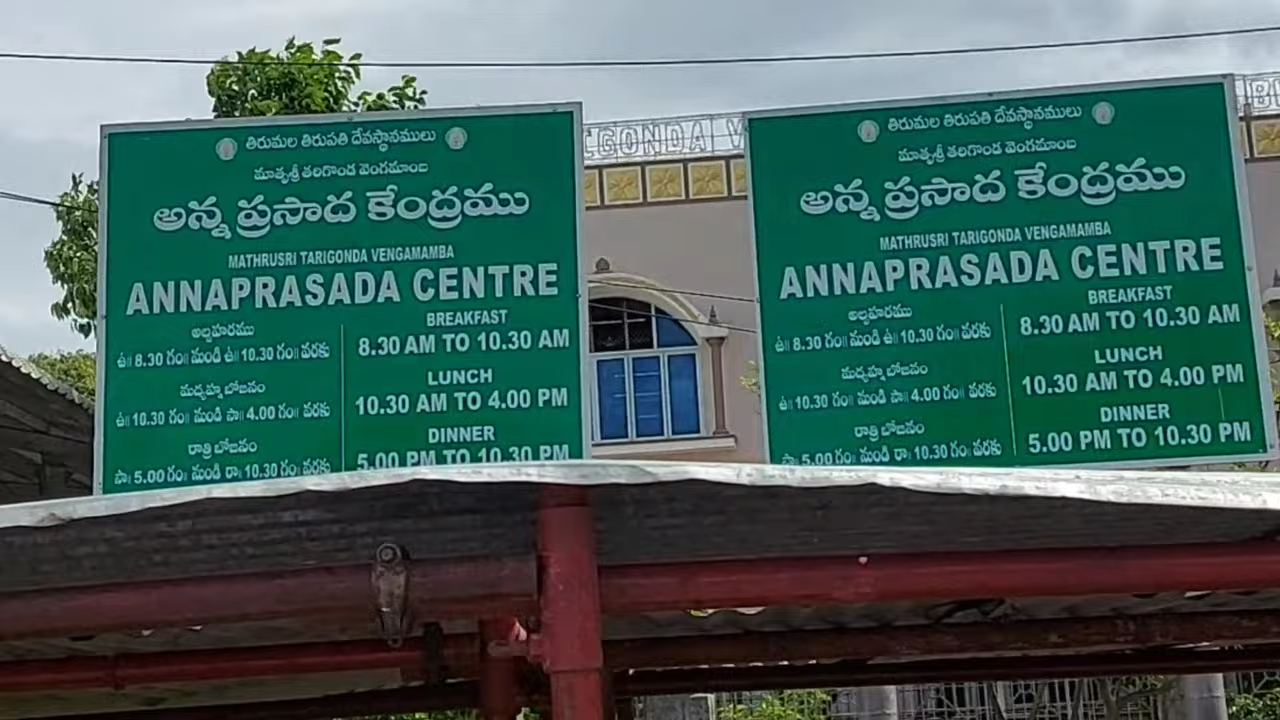 తిరుమల తిరుపతి దేవస్థానములు
మాతృశ్రీ తరిగొండ వెంగమాంబ
అన్న ప్రసాద కేంద్రము
MATHRUSRI TARIGONDA VENGAMAMBA
ANNAPRASADA CENTRE
అల్పహారము
ఉ॥ 8.30 గం॥ నుండి ఉ॥ 10.30 గం॥ వరకు
మధ్యహ్న భోజనం
ఉ॥ 10.30 గం॥ నుండి సా॥ 4.00 గం॥ వరకు
రాత్రి భోజనం
సా॥ 5.00 గం॥ నుండి రా॥ 10.30 గం॥ వరకు
BREAKFAST
8.30 AM TO 10.30 AM
LUNCH
10.30 AM TO 4.00 PM
DINNER
5.00 PM TO 10.30 PM
తిరుమల తిరుపతి దేవస్థానములు
మాతృశ్రీ తరిగొండ వెంగమాంబ
అన్న ప్రసాద కేంద్రము
MATHRUSRI TARIGONDA VENGAMAMBA
ANNAPRASADA CENTRE
అల్పహారము
ఉ॥ 8.30 గం॥ నుండి ఉ॥ 10.30 గం॥ వరకు
మధ్యహ్న భోజనం
ఉ॥ 10.30 గం॥ నుండి సా॥ 4.00 గం॥ వరకు
రాత్రి భోజనం
సా॥ 5.00 గం॥ నుండి రా॥ 10.30 గం॥ వరకు
BREAKFAST
8.30 AM TO 10.30 AM
LUNCH
10.30 AM TO 4.00 PM
DINNER
5.00 PM TO 10.30 PM